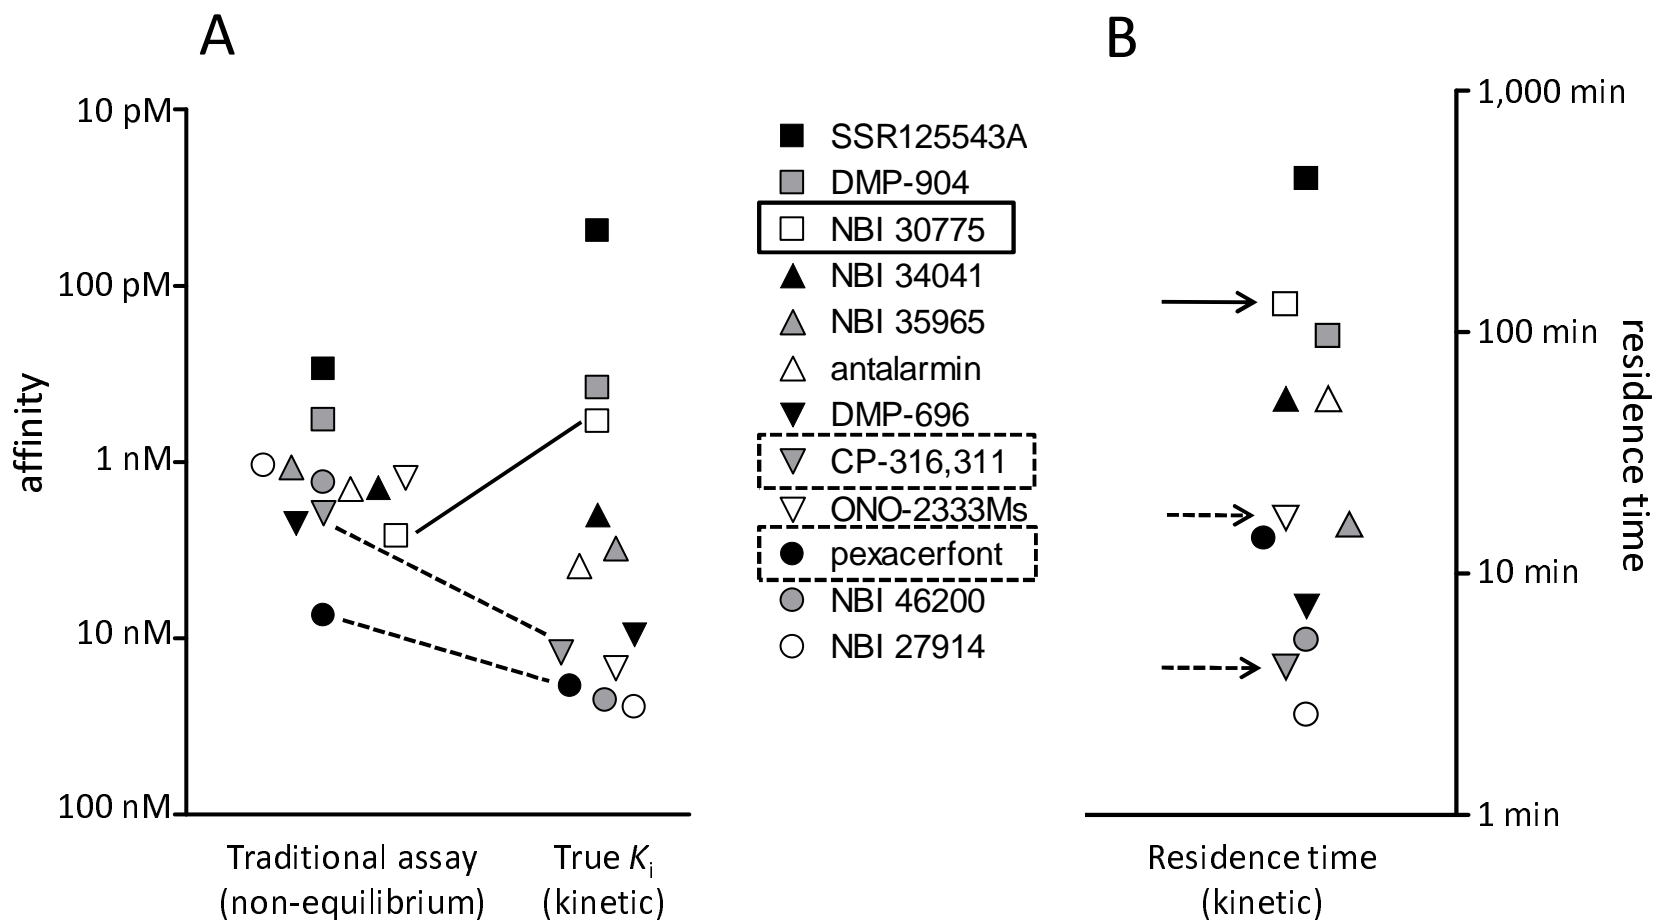 A
B
10 pM
100 pM
1 nM
10 nM
100 nM
affinity
Traditional assay
(non-equilibrium)
True Ki
(kinetic)
SSR125543A
DMP-904
NBI 30775
NBI 34041
NBI 35965
antalarmin
DMP-696
CP-316,311
ONO-2333Ms
pexacerfont
NBI 46200
NBI 27914
1,000 min
100 min
10 min
1 min
residence time
Residence time
(kinetic)